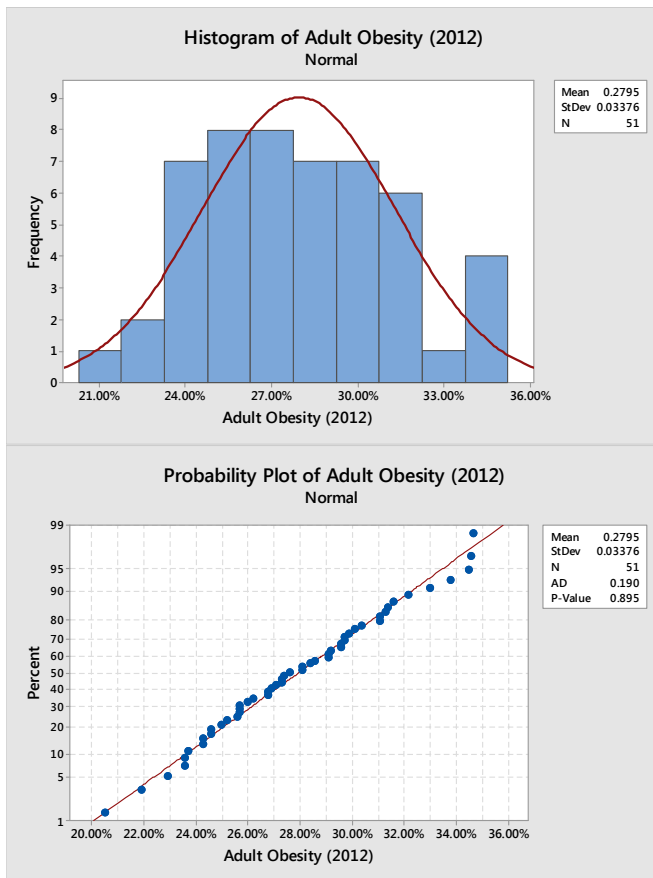 Histogram of Adult Obesity (2012)
Normal
Mean 0.2795
StDev 0.03376
N 51
9
8
7
6
5
4
3
2
1
0
Frequency
21.00% 24.00% 27.00% 30.00% 33.00% 36.00%
Adult Obesity (2012)
Probability Plot of Adult Obesity (2012)
Normal
Mean 0.2795
StDev 0.03376
N 51
AD 0.190
P-Value 0.895
99
95
90
80
70
60
50
40
30
20
10
5
1
Percent
20.00% 22.00% 24.00% 26.00% 28.00% 30.00% 32.00% 34.00% 36.00%
Adult Obesity (2012)